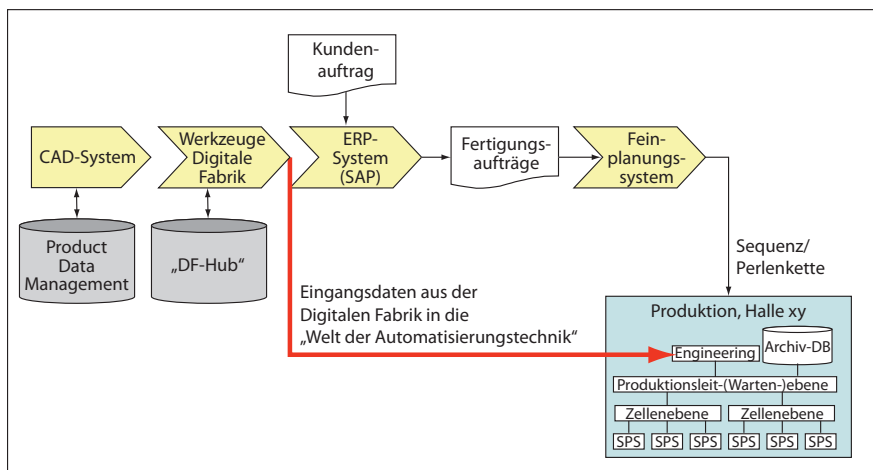 Kunden-
auftrag
CAD-System
Werkzeuge
Digitale
Fabrik
ERP-
System
(SAP)
Fertigungs-
aufträge
Fein-
planungs-
system
Product
Data
Management
„DF-Hub“
Sequenz/
Perlenkette
Eingangsdaten aus der
Digitalen Fabrik in die
„Welt der Automatisierungstechnik“
Produktion, Halle xy
Engineering
Archiv-DB
Produktionsleit-(Warten-)ebene
Zellenebene
Zellenebene
SPS SPS SPS SPS SPS SPS